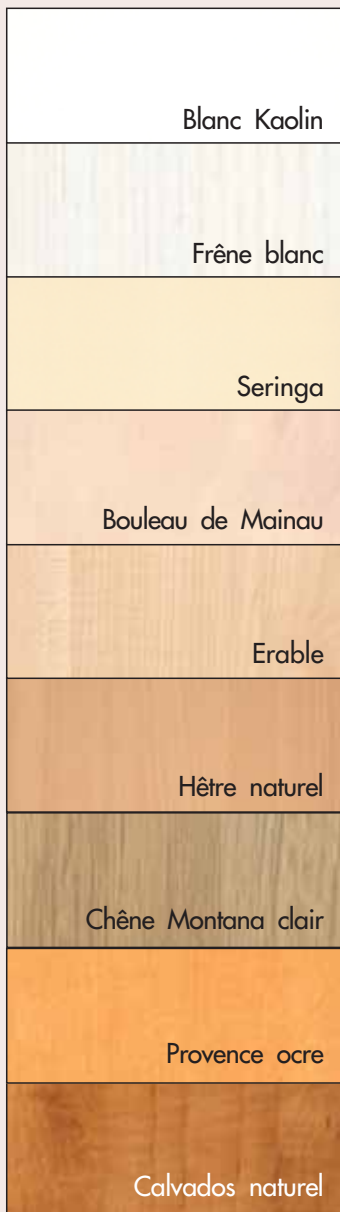 Blanc Kaolin
Frêne blanc
Seringa
Bouleau de Mainau
Erable
Hêtre naturel
Chêne Montana clair
Provence ocre
Calvados naturel